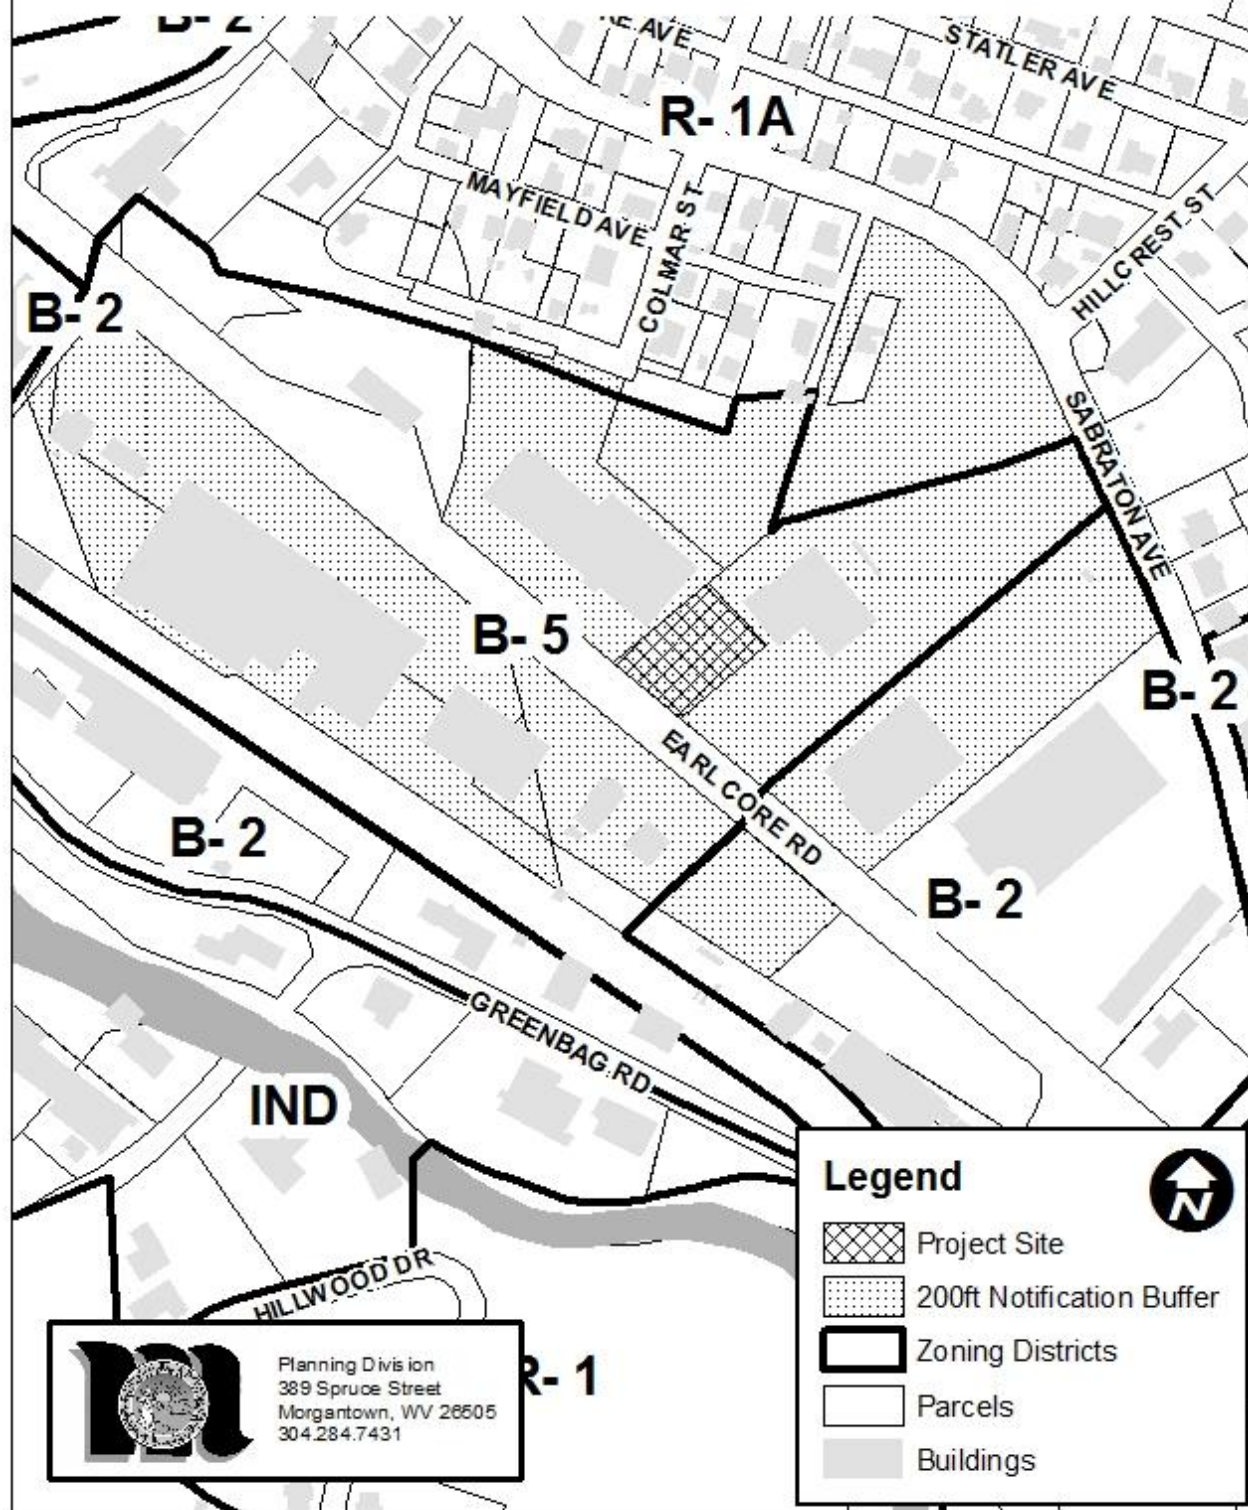 B- 2
STATLER AVE
R- 1A
MAYFIELD AVE
COLMAR ST
HILLCREST ST
B- 2
SABRATON AVE
B- 5
B- 2
EARL CORE RD
B- 2
B- 2
GREENBAG RD
IND
HILLWOOD DR
R- 1
Legend
N
Project Site
200ft Notification Buffer
Zoning Districts
Parcels
Buildings
Planning Division
389 Spruce Street
Morgantown, WV 26505
304.284.7431